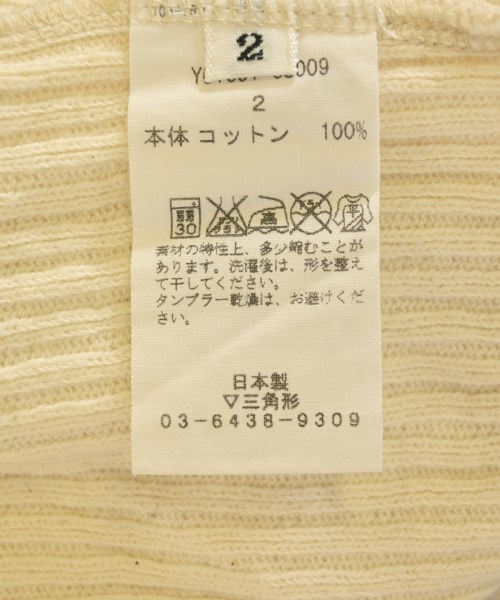 2
2
本体 コットン 100%
弱 30
高
平
素材の特性上、多少縮むことが
あります。洗濯後は、形を整え
て干してください。
タンブラー乾燥は、お避けくだ
さい。
日本製
▽三角形
03-6438-9309